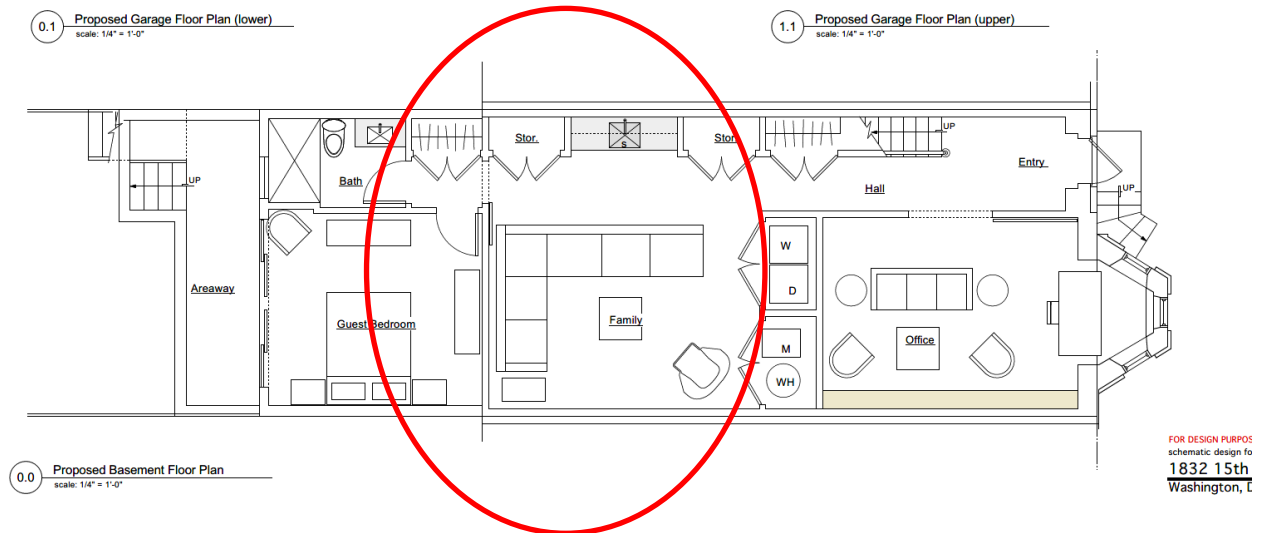 0.1 Proposed Garage Floor Plan (lower)
scale: 1/4" = 1'-0"
1.1 Proposed Garage Floor Plan (upper)
scale: 1/4" = 1'-0"
Stor.
S
Stor.
UP
Entry
Bath
UP
Hall
UP
W
Areaway
D
Guest Bedroom
Family
Office
M
WH
0.0 Proposed Basement Floor Plan
scale: 1/4" = 1'-0"
FOR DESIGN PURPOS
schematic design fo
1832 15th
Washington, D